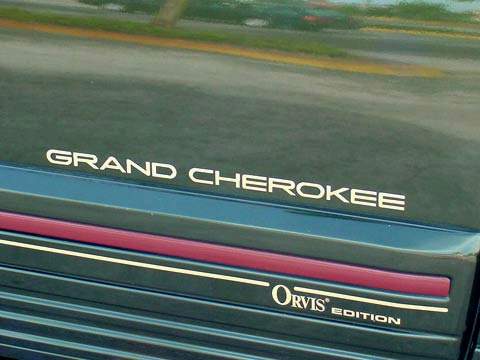 GRAND CHEROKEE
ORVIS® EDITION